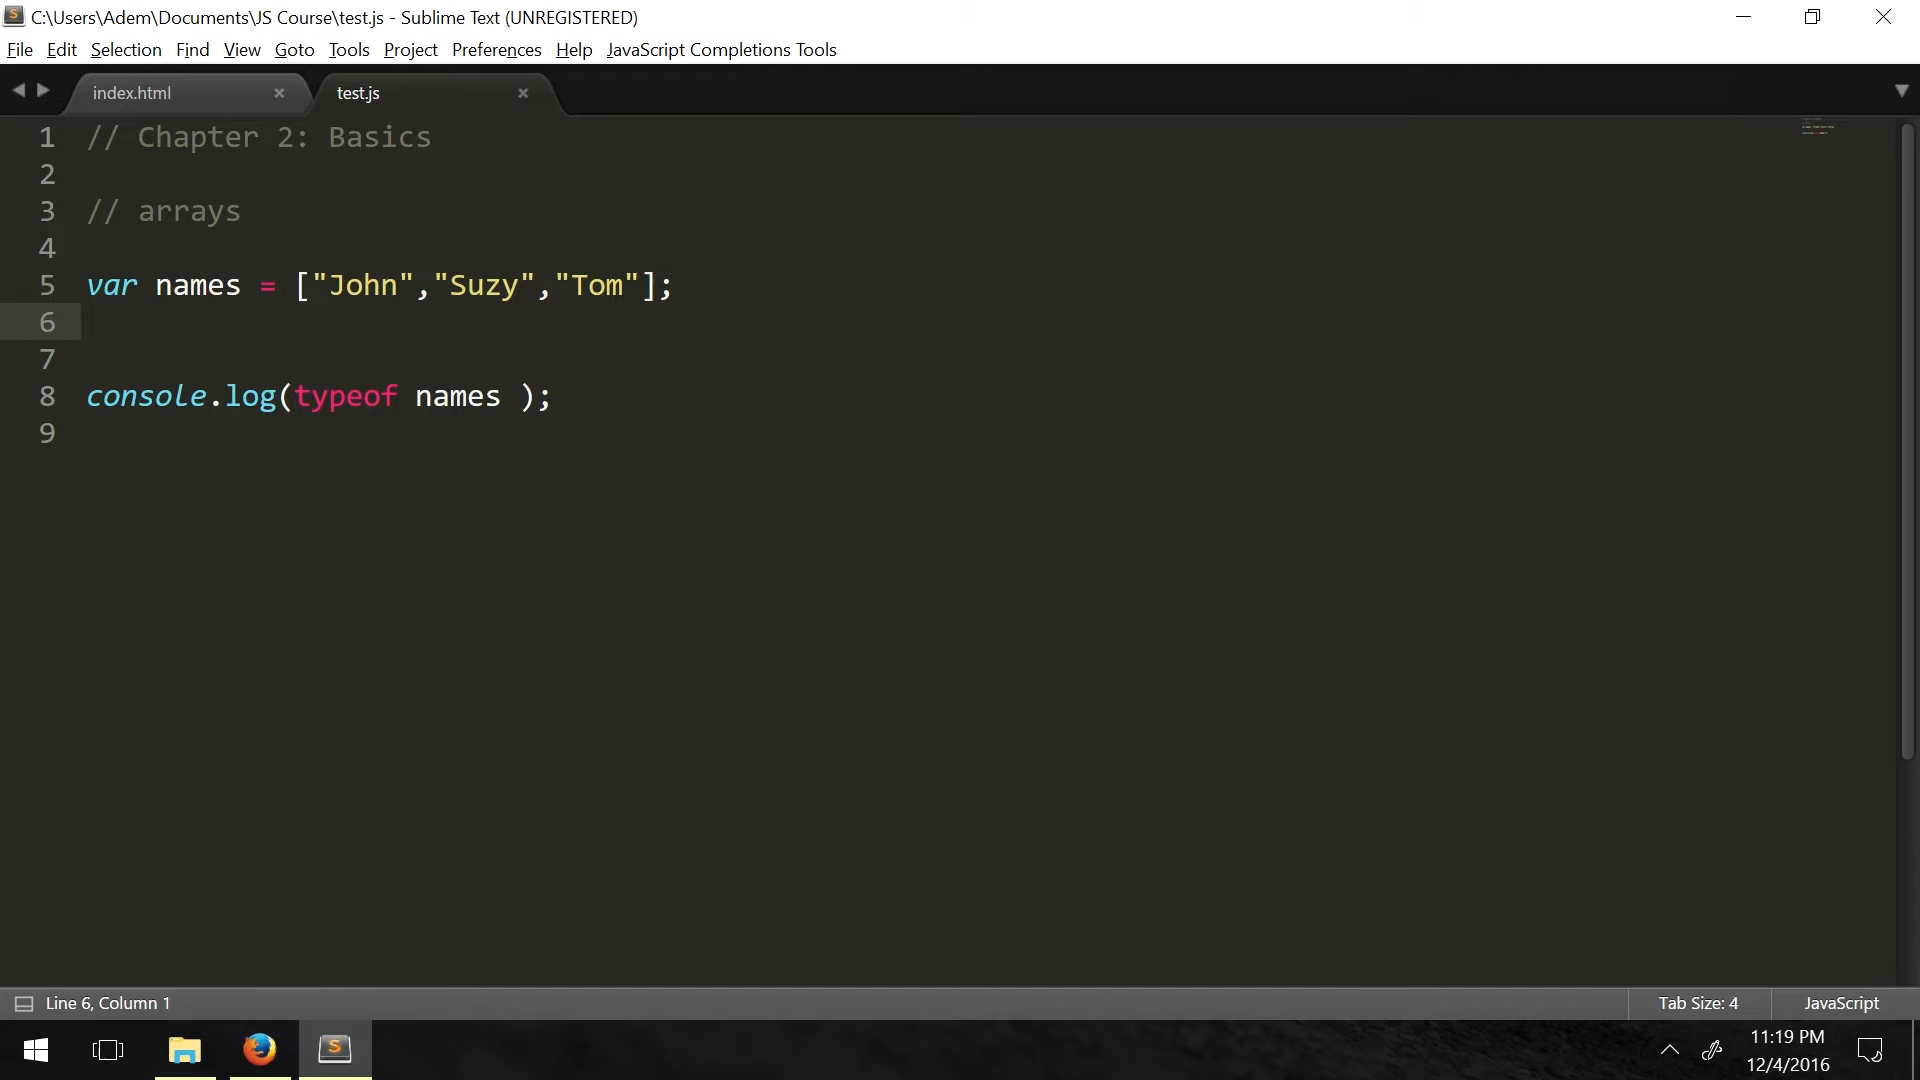 C:\Users\Adem\Documents\JS Course\test.js - Sublime Text (UNREGISTERED)
File Edit Selection Find View Goto Tools Project Preferences Help JavaScript Completions Tools
index.html × test.js ×
1 // Chapter 2: Basics
2
3 // arrays
4
5 var names = ["John","Suzy","Tom"];
6
7
8 console.log(typeof names );
9
Line 6, Column 1 Tab Size: 4 JavaScript
11:19 PM
12/4/2016